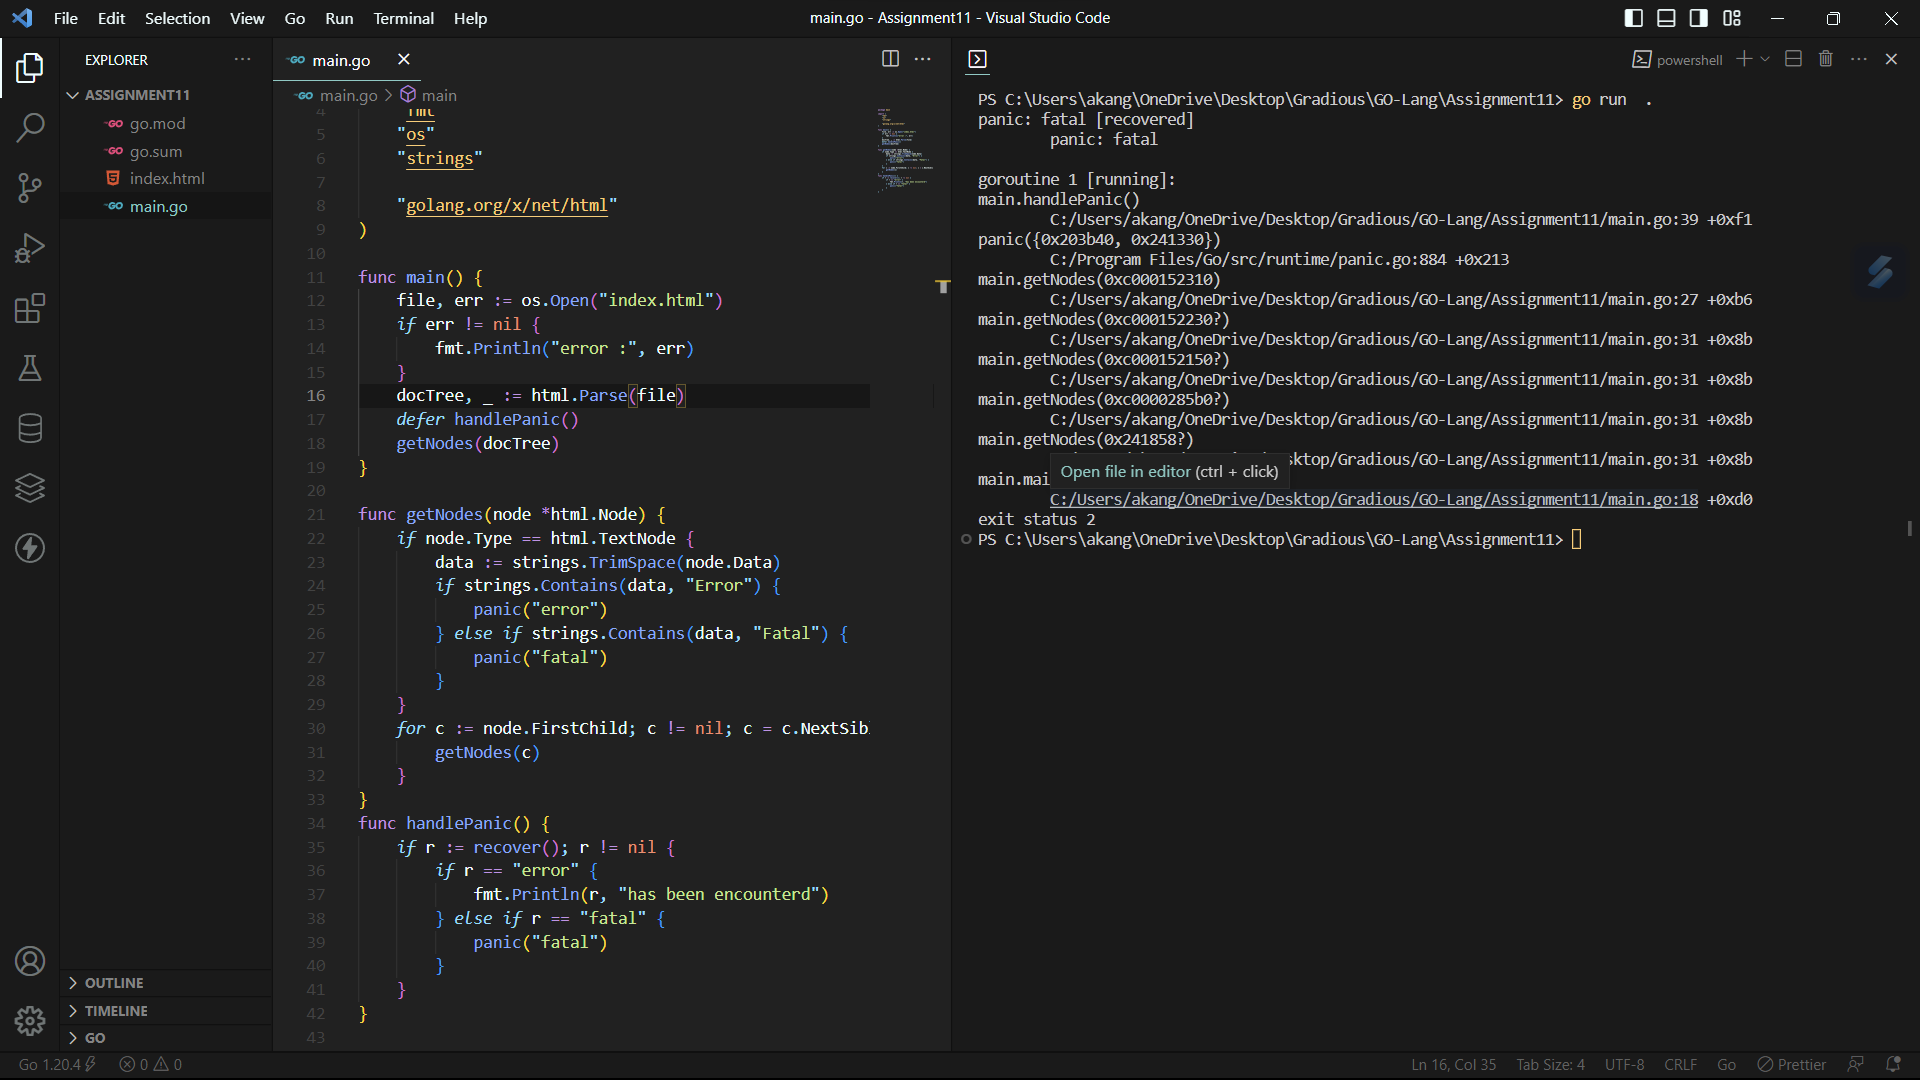 File Edit Selection View Go Run Terminal Help
main.go - Assignment11 - Visual Studio Code
EXPLORER
ASSIGNMENT11
go.mod
go.sum
index.html
main.go
OUTLINE
TIMELINE
GO
main.go
main.go > main
4 "fmt
5 "os"
6 "strings"
7
8 "golang.org/x/net/html"
9 )
10
11 func main() {
12 file, err := os.Open("index.html")
13 if err != nil {
14 fmt.Println("error :", err)
15 }
16 docTree, _ := html.Parse(file)
17 defer handlePanic()
18 getNodes(docTree)
19 }
20
21 func getNodes(node *html.Node) {
22 if node.Type == html.TextNode {
23 data := strings.TrimSpace(node.Data)
24 if strings.Contains(data, "Error") {
25 panic("error")
26 } else if strings.Contains(data, "Fatal") {
27 panic("fatal")
28 }
29 }
30 for c := node.FirstChild; c != nil; c = c.NextSib
31 getNodes(c)
32 }
33 }
34 func handlePanic() {
35 if r := recover(); r != nil {
36 if r == "error" {
37 fmt.Println(r, "has been encounterd")
38 } else if r == "fatal" {
39 panic("fatal")
40 }
41 }
42 }
43
powershell
PS C:\Users\akang\OneDrive\Desktop\Gradious\GO-Lang\Assignment11> go run .
panic: fatal [recovered]
panic: fatal
goroutine 1 [running]:
main.handlePanic()
C:/Users/akang/OneDrive/Desktop/Gradious/GO-Lang/Assignment11/main.go:39 +0xf1
panic({0x203b40, 0x241330})
C:/Program Files/Go/src/runtime/panic.go:884 +0x213
main.getNodes(0xc000152310)
C:/Users/akang/OneDrive/Desktop/Gradious/GO-Lang/Assignment11/main.go:27 +0xb6
main.getNodes(0xc000152230?)
C:/Users/akang/OneDrive/Desktop/Gradious/GO-Lang/Assignment11/main.go:31 +0x8b
main.getNodes(0xc000152150?)
C:/Users/akang/OneDrive/Desktop/Gradious/GO-Lang/Assignment11/main.go:31 +0x8b
main.getNodes(0xc0000285b0?)
C:/Users/akang/OneDrive/Desktop/Gradious/GO-Lang/Assignment11/main.go:31 +0x8b
main.getNodes(0x241858?)
sktop/Gradious/GO-Lang/Assignment11/main.go:31 +0x8b
Open file in editor (ctrl + click)
main.mai
C:/Users/akang/OneDrive/Desktop/Gradious/GO-Lang/Assignment11/main.go:18 +0xd0
exit status 2
PS C:\Users\akang\OneDrive\Desktop\Gradious\GO-Lang\Assignment11>
Go 1.20.4 0 0 Ln 16, Col 35 Tab Size: 4 UTF-8 CRLF Go Prettier